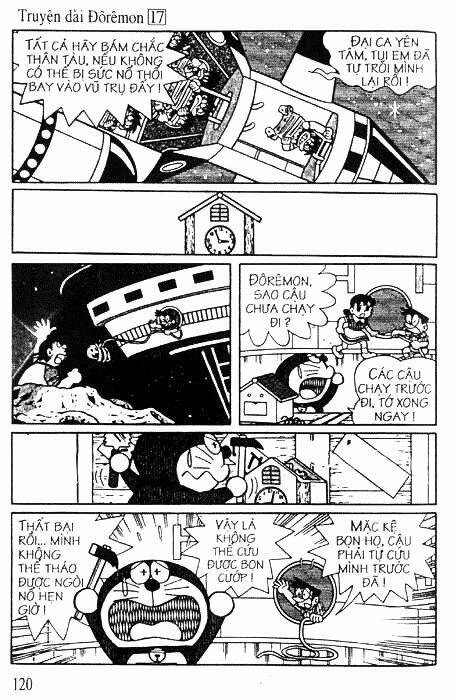 Truyện dài Đôrêmon 17
TẤT CẢ HÃY BÁM CHẮC
THÂN TÀU, NẾU KHÔNG
CÓ THỂ BỊ SỨC NỔ THỔI
BAY VÀO VŨ TRỤ ĐẤY !
ĐẠI CA YÊN
TÂM, TỤI EM ĐÃ
TỰ TRÓI MÌNH
LẠI RỒI !
ĐÔRÊMON,
SAO CẬU
CHƯA CHẠY
ĐI ?
CÁC CẬU
CHẠY TRƯỚC
ĐI, TỚ XONG
NGAY !
THẤT BẠI
RỒI... MÌNH
KHÔNG
THỂ THÁO
ĐƯỢC NGÒI
NỔ HẸN
GIỜ !
VẬY LÀ
KHÔNG
THỂ CỨU
ĐƯỢC BỌN
CƯỚP !
MẶC KỆ
BỌN HỌ, CẬU
PHẢI TỰ CỨU
MÌNH TRƯỚC
ĐÃ !
120